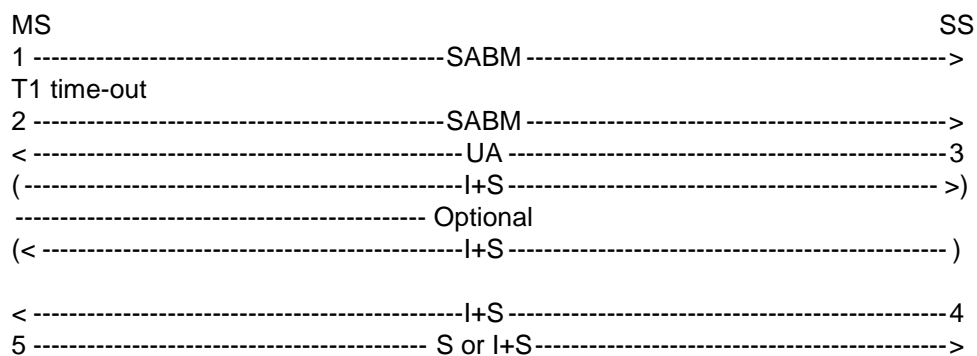 MS SS
1 ----------------------------------------------SABM ----------------------------------------------->
T1 time-out
2 ----------------------------------------------SABM ----------------------------------------------->
< ------------------------------------------------UA -------------------------------------------------3
(-------------------------------------------------I+S ------------------------------------------------ >)
---------------------------------------------- Optional
(< -----------------------------------------------I+S ------------------------------------------------- )
< ------------------------------------------------I+S -------------------------------------------------4
5 -------------------------------------------- S or I+S---------------------------------------------->